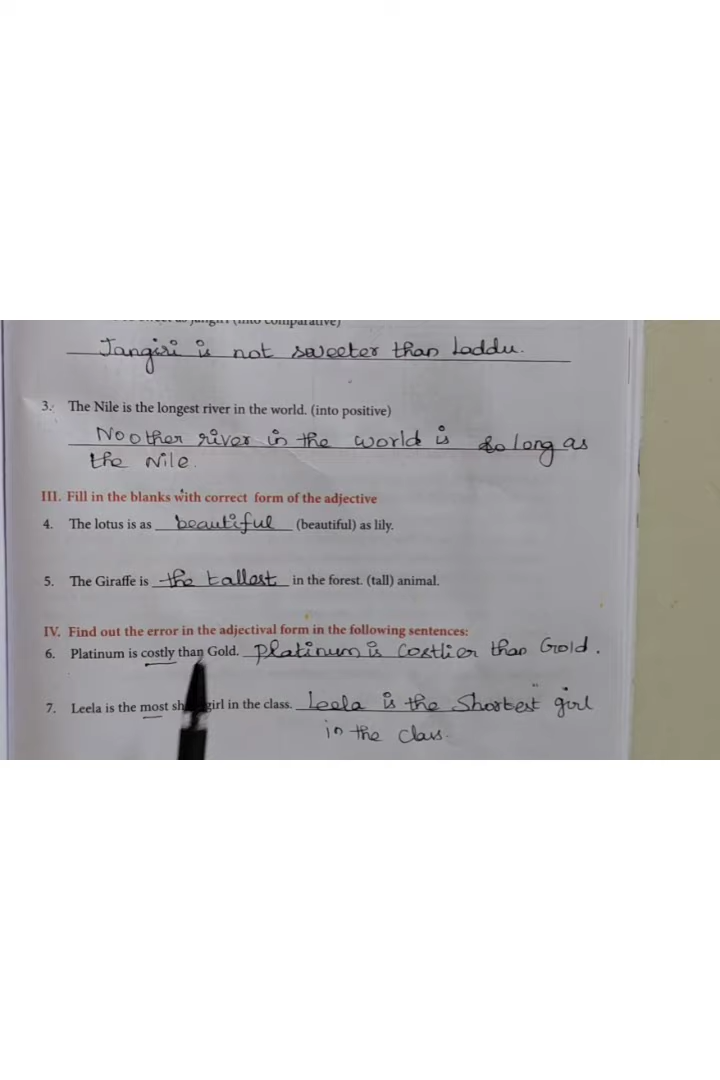 as jangiri (into comparative)
Jangiri is not sweeter than Laddu.
3. The Nile is the longest river in the world. (into positive)
No other river in the world is so long as
the Nile.
III. Fill in the blanks with correct form of the adjective
4. The lotus is as beautiful (beautiful) as lily.
5. The Giraffe is the tallest in the forest. (tall) animal.
IV. Find out the error in the adjectival form in the following sentences:
6. Platinum is costly than Gold. Platinum is Costlier than Gold.
7. Leela is the most girl in the class. Leela is the Shortest girl
in the class.